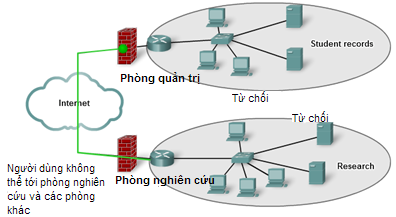 Student records
Phòng quản trị
Từ chối
Internet
Từ chối
Phòng nghiên cứu
Research
Người dùng không
thể tới phòng nghiên
cứu và các phòng
khác